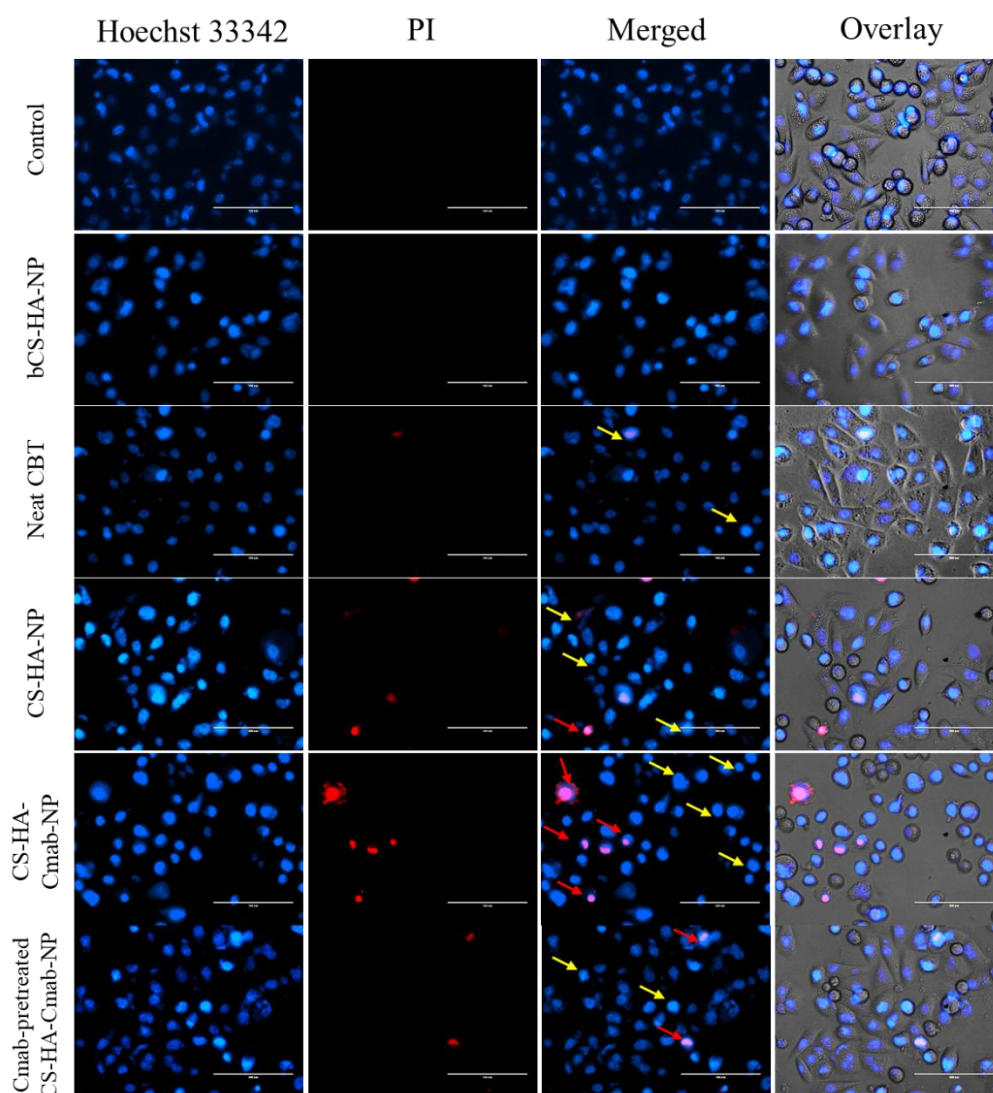 Hoechst 33342 PI Merged Overlay
Control
bCS-HA-NP
Neat CBT
CS-HA-NP
CS-HA-
Cmab-NP
Cmab-pretreated
CS-HA-Cmab-NP